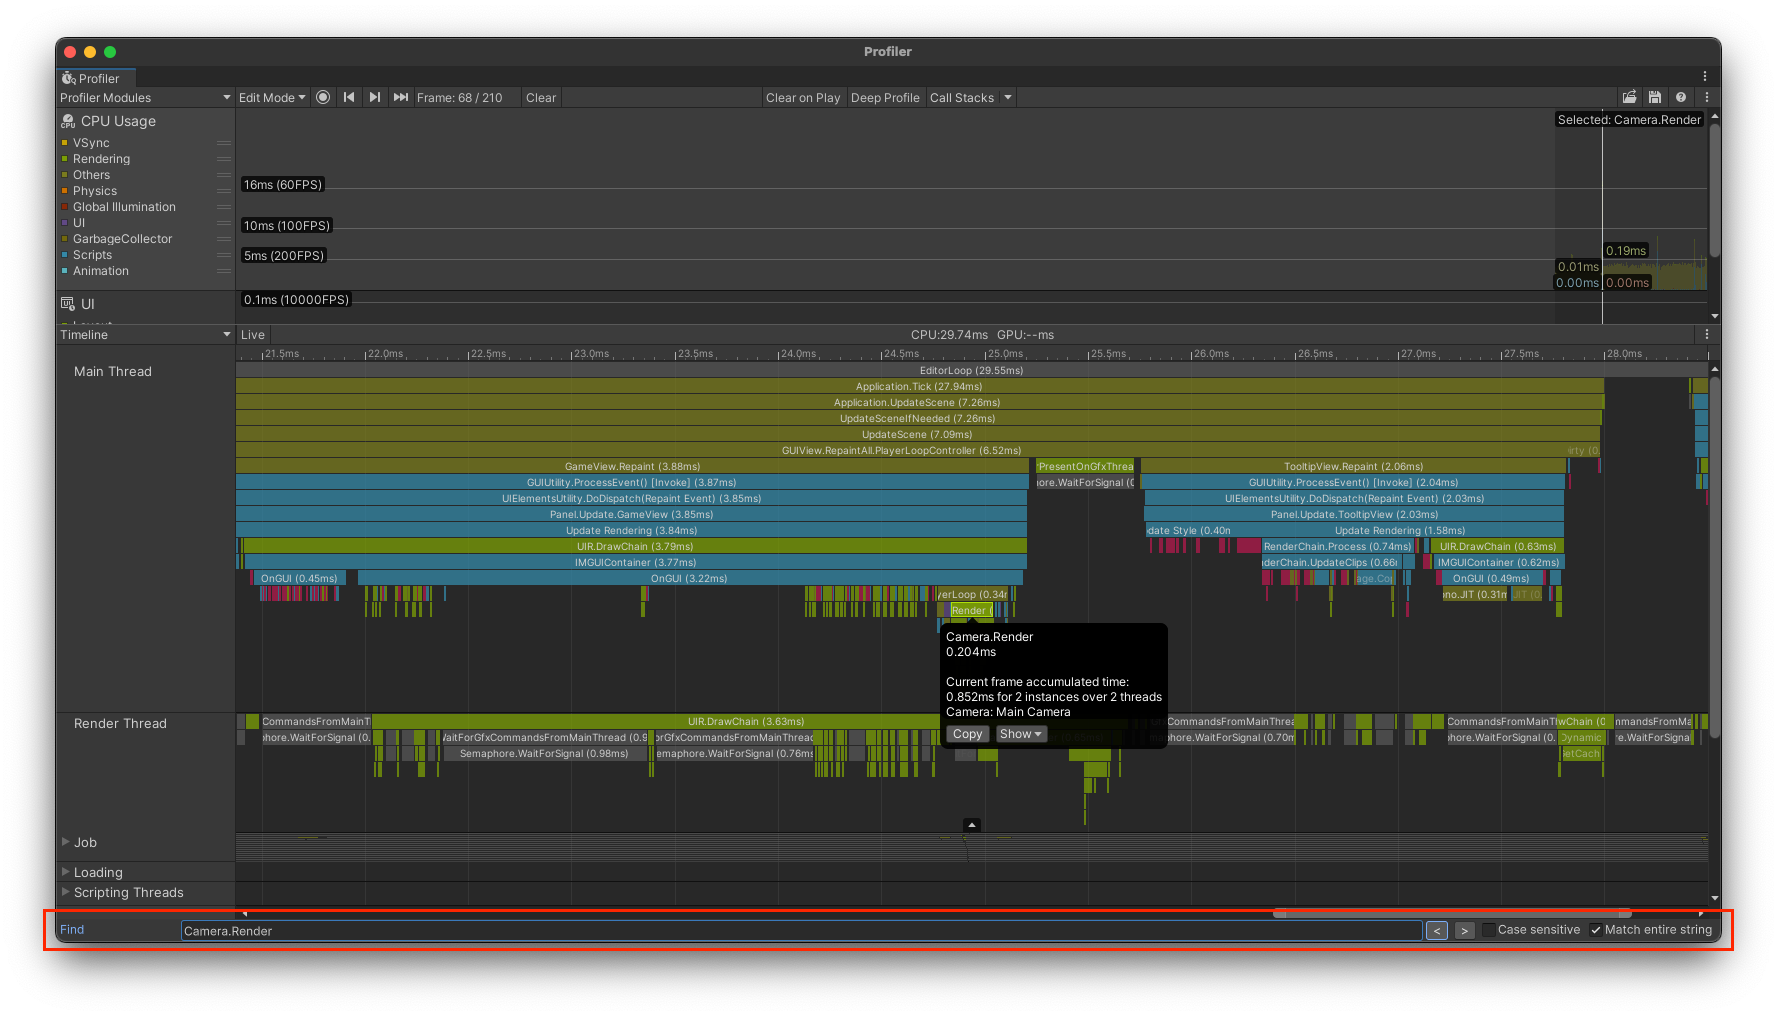 Profiler
Profiler
Profiler Modules
Edit Mode
Frame: 68 / 210
Clear
Clear on Play
Deep Profile
Call Stacks
CPU Usage
Selected: Camera.Render
VSync
Rendering
Others
Physics
Global Illumination
UI
GarbageCollector
Scripts
Animation
16ms (60FPS)
10ms (100FPS)
5ms (200FPS)
0.19ms
0.01ms
0.00ms
0.00ms
UI
0.1ms (10000FPS)
Timeline
Live
CPU:29.74ms GPU:--ms
21.5ms 22.0ms 22.5ms 23.0ms 23.5ms 24.0ms 24.5ms 25.0ms 25.5ms 26.0ms 26.5ms 27.0ms 27.5ms 28.0ms
Main Thread
EditorLoop (29.55ms)
Application.Tick (27.94ms)
Application.UpdateScene (7.26ms)
UpdateSceneIfNeeded (7.26ms)
UpdateScene (7.09ms)
GUIView.RepaintAll.PlayerLoopController (6.52ms)
GameView.Repaint (3.88ms)
PresentOnGfxThrea
TooltipView.Repaint (2.06ms)
GUIUtility.ProcessEvent() [Invoke] (3.87ms)
ore.WaitForSignal (0
GUIUtility.ProcessEvent() [Invoke] (2.04ms)
UIElementsUtility.DoDispatch(Repaint Event) (3.85ms)
UIElementsUtility.DoDispatch(Repaint Event) (2.03ms)
Panel.Update.GameView (3.85ms)
Panel.Update.TooltipView (2.03ms)
Update Rendering (3.84ms)
date Style (0.40m
Update Rendering (1.58ms)
UIR.DrawChain (3.79ms)
RenderChain.Process (0.74ms)
UIR.DrawChain (0.63ms)
IMGUIContainer (3.77ms)
derChain.UpdateClips (0.66
IMGUIContainer (0.62ms)
OnGUI (0.45ms)
OnGUI (3.22ms)
age.Co
OnGUI (0.49ms)
yerLoop (0.34m
no.JIT (0.31m
JIT (0
Render (
Camera.Render
0.204ms
Current frame accumulated time:
0.852ms for 2 instances over 2 threads
Camera: Main Camera
Copy
Show
Render Thread
CommandsFromMainT
UIR.DrawChain (3.63ms)
CommandsFromMainThrea
CommandsFromMainT
wChain (0
mmandsFromMa
hore.WaitForSignal (0.
aitForGfxCommandsFromMainThread (0.9
rGfxCommandsFromMainThread
maphore.WaitForSignal (0.70m
hore.WaitForSignal (0.
Dynamic
re.WaitForSignal
Semaphore.WaitForSignal (0.98ms)
emaphore.WaitForSignal (0.76ms
etCach
Job
Loading
Scripting Threads
Find
Camera.Render
<
>
Case sensitive
Match entire string